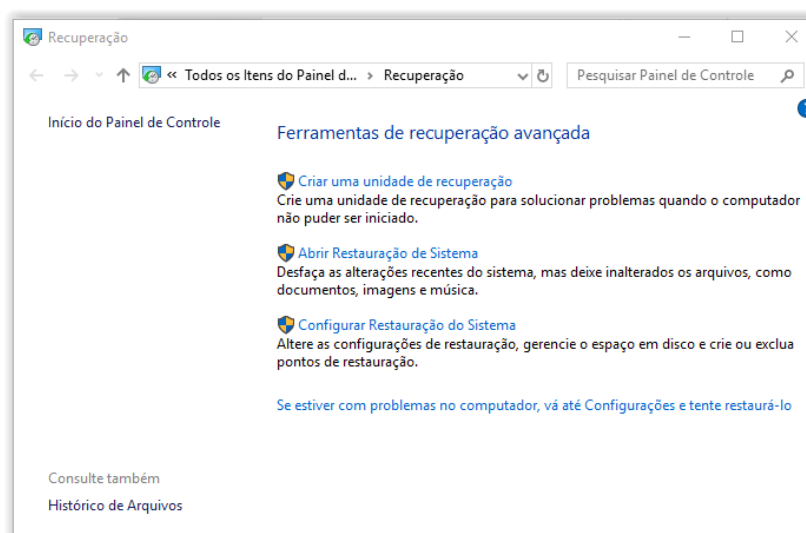 Recuperação
« Todos os Itens do Painel d... > Recuperação
Pesquisar Painel de Controle
Início do Painel de Controle
Ferramentas de recuperação avançada
Criar uma unidade de recuperação
Crie uma unidade de recuperação para solucionar problemas quando o computador
não puder ser iniciado.
Abrir Restauração de Sistema
Desfaça as alterações recentes do sistema, mas deixe inalterados os arquivos, como
documentos, imagens e música.
Configurar Restauração do Sistema
Altere as configurações de restauração, gerencie o espaço em disco e crie ou exclua
pontos de restauração.
Se estiver com problemas no computador, vá até Configurações e tente restaurá-lo
Consulte também
Histórico de Arquivos